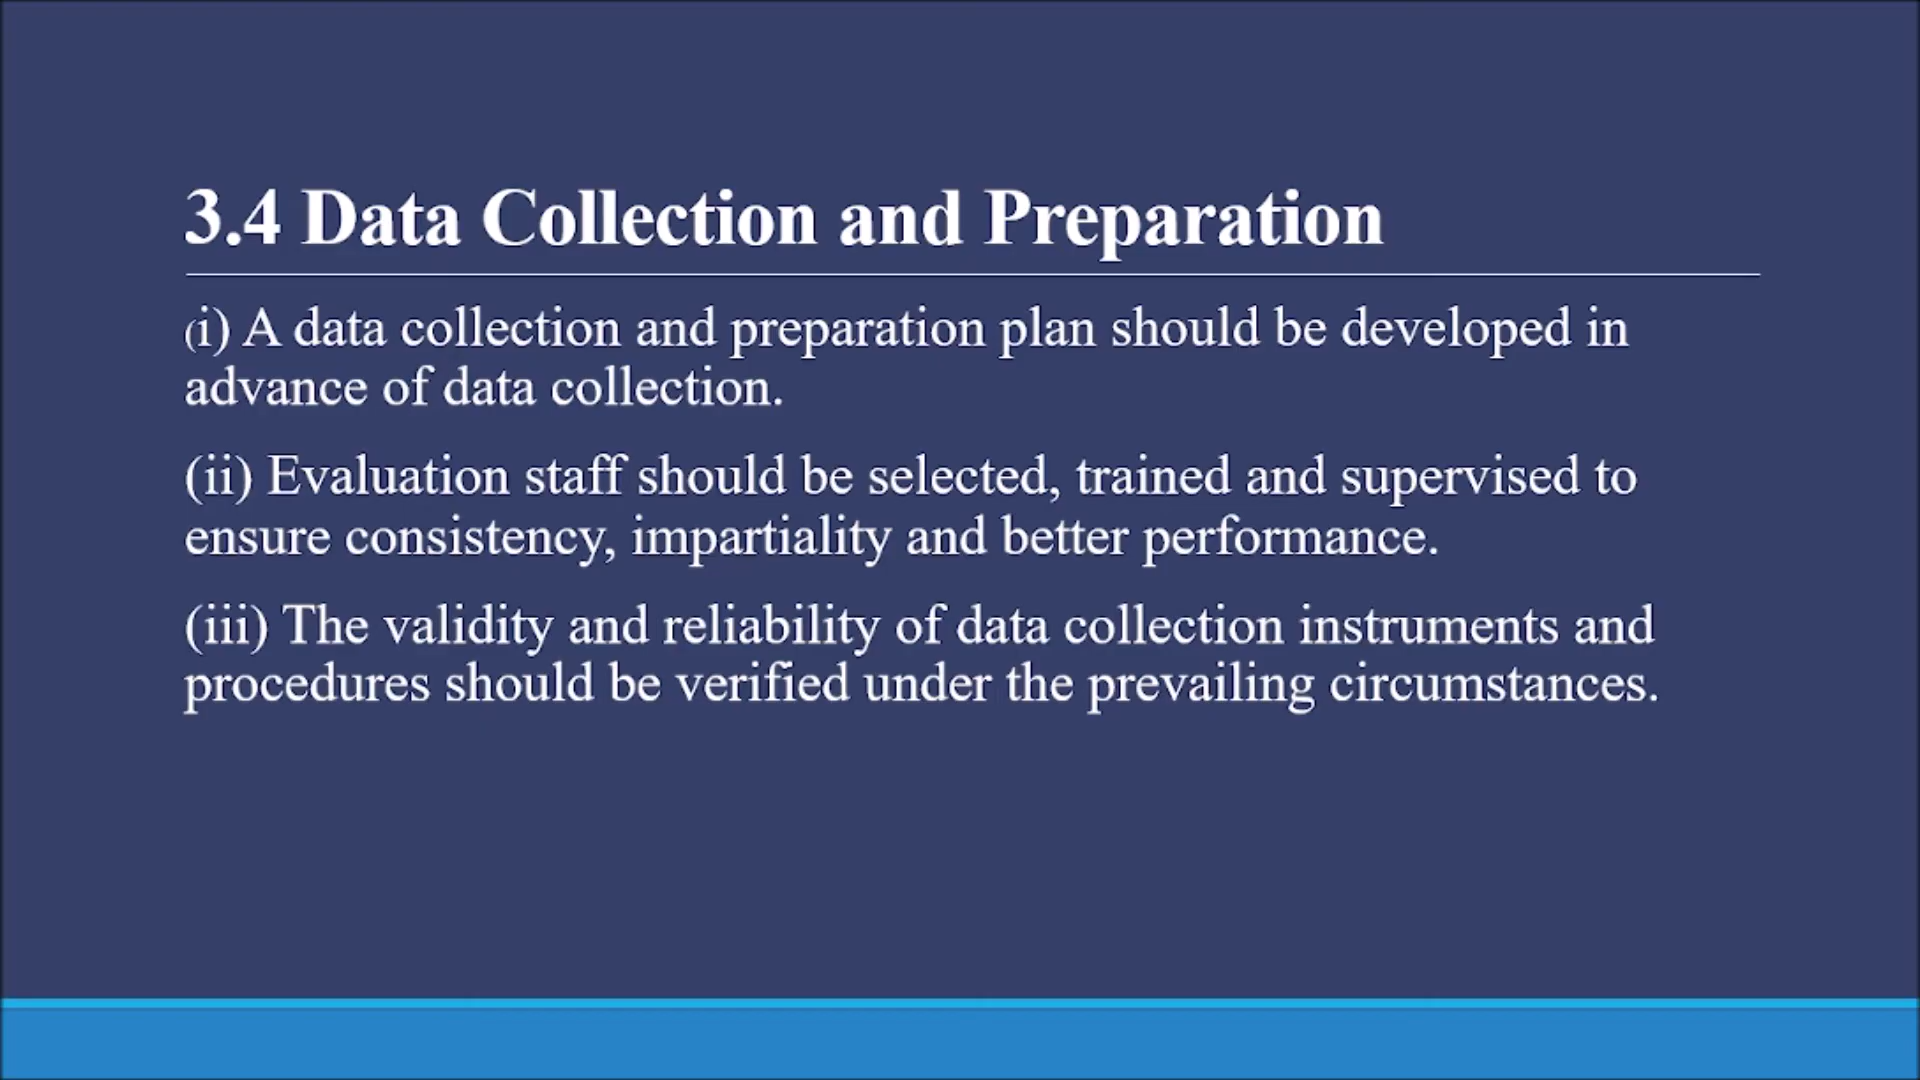 3.4 Data Collection and Preparation
(i) A data collection and preparation plan should be developed in
advance of data collection.
(ii) Evaluation staff should be selected, trained and supervised to
ensure consistency, impartiality and better performance.
(iii) The validity and reliability of data collection instruments and
procedures should be verified under the prevailing circumstances.